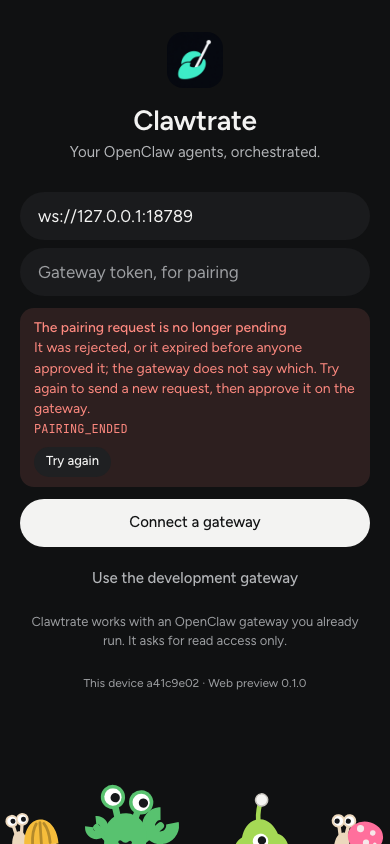 Clawtrate
Your OpenClaw agents, orchestrated.
ws://127.0.0.1:18789
Gateway token, for pairing
The pairing request is no longer pending
It was rejected, or it expired before anyone
approved it; the gateway does not say which. Try
again to send a new request, then approve it on the
gateway.
PAIRING_ENDED
Try again
Connect a gateway
Use the development gateway
Clawtrate works with an OpenClaw gateway you already
run. It asks for read access only.
This device a41c9e02 · Web preview 0.1.0